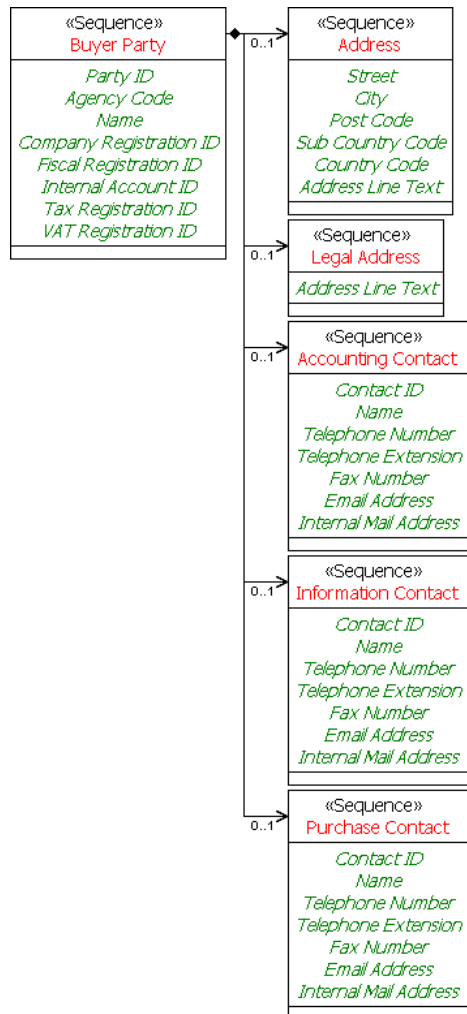 «Sequence»
Buyer Party
Party ID
Agency Code
Name
Company Registration ID
Fiscal Registration ID
Internal Account ID
Tax Registration ID
VAT Registration ID
0..1
«Sequence»
Address
Street
City
Post Code
Sub Country Code
Country Code
Address Line Text
0..1
«Sequence»
Legal Address
Address Line Text
0..1
«Sequence»
Accounting Contact
Contact ID
Name
Telephone Number
Telephone Extension
Fax Number
Email Address
Internal Mail Address
0..1
«Sequence»
Information Contact
Contact ID
Name
Telephone Number
Telephone Extension
Fax Number
Email Address
Internal Mail Address
0..1
«Sequence»
Purchase Contact
Contact ID
Name
Telephone Number
Telephone Extension
Fax Number
Email Address
Internal Mail Address